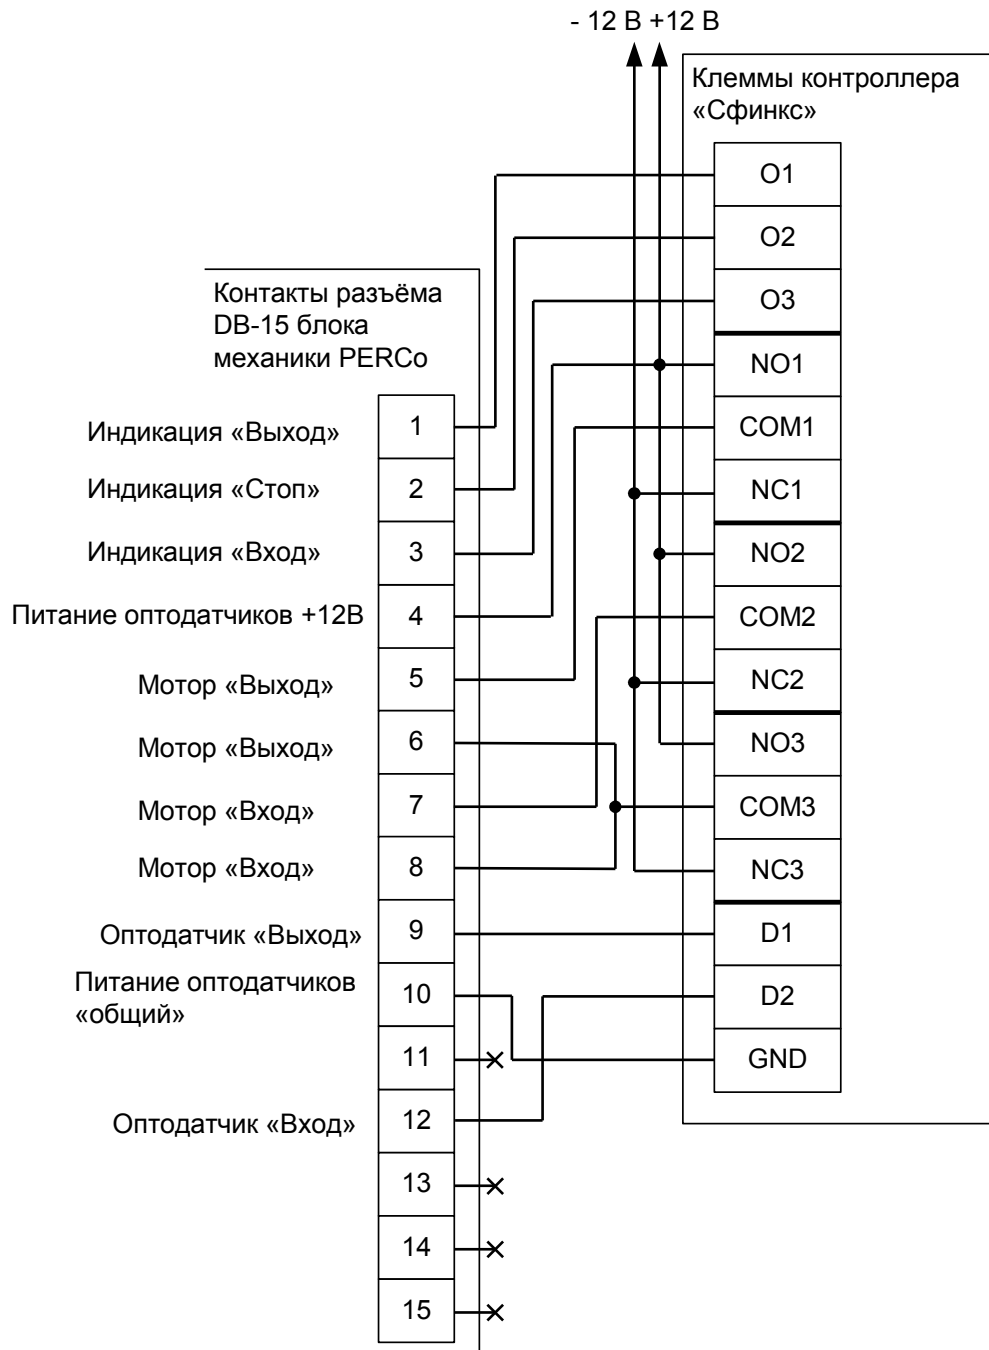 - 12 В +12 В
Клеммы контроллера
«Сфинкс»
O1
O2
O3
NO1
COM1
NC1
NO2
COM2
NC2
NO3
COM3
NC3
D1
D2
GND
Контакты разъёма
DB-15 блока
механики PERCo
Индикация «Выход»
1
Индикация «Стоп»
2
Индикация «Вход»
3
Питание оптодатчиков +12В
4
Мотор «Выход»
5
Мотор «Выход»
6
Мотор «Вход»
7
Мотор «Вход»
8
Оптодатчик «Выход»
9
Питание оптодатчиков
«общий»
10
11
Оптодатчик «Вход»
12
13
14
15